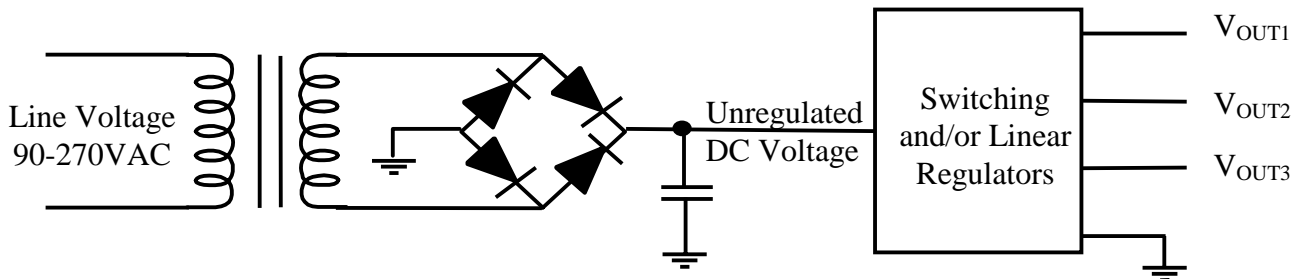 Line Voltage
90-270VAC
Unregulated
DC Voltage
Switching
and/or Linear
Regulators
VOUT1
VOUT2
VOUT3